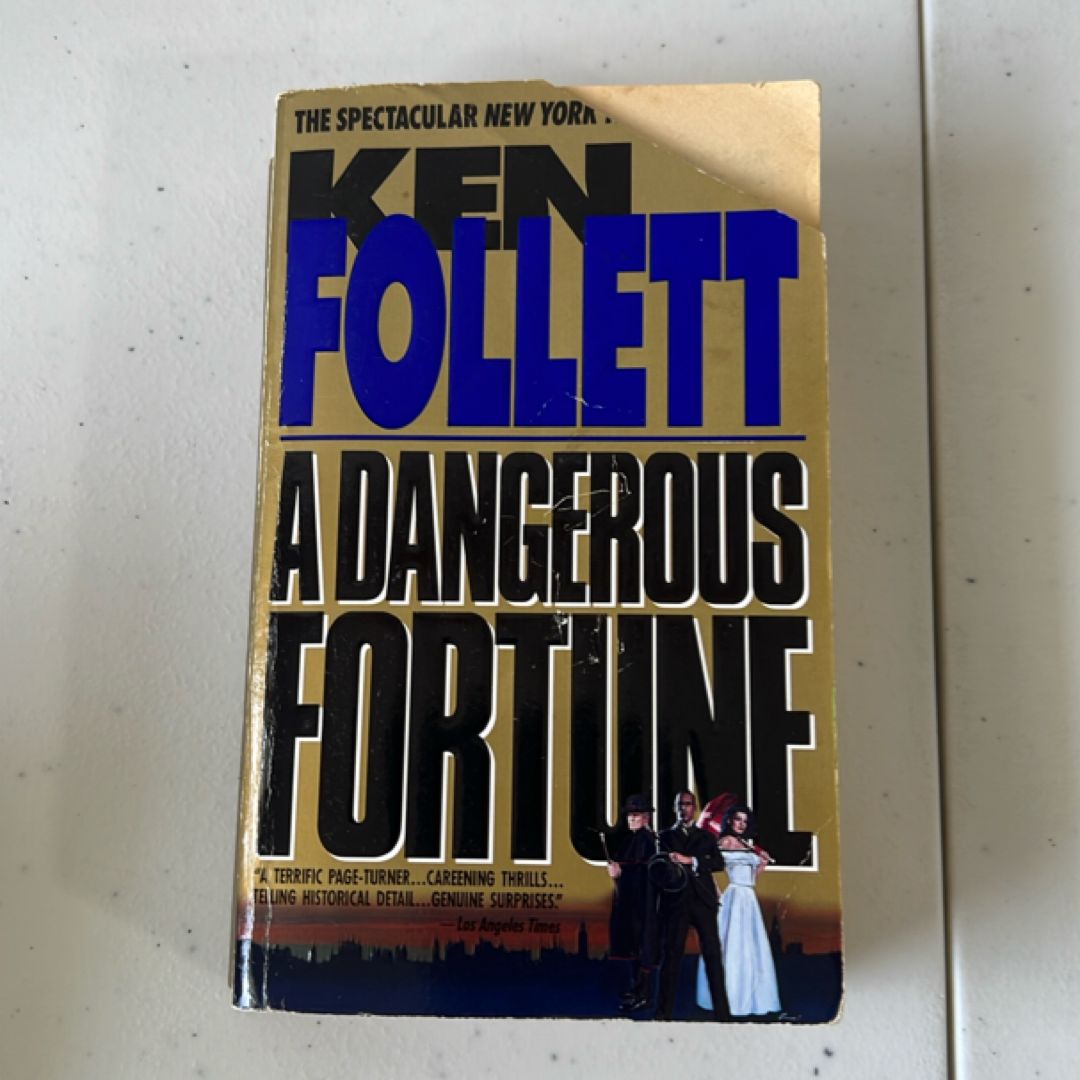 THE SPECTACULAR NEW YORK
KEN
FOLLETT
A DANGEROUS
FORTUNE
"A TERRIFIC PAGE-TURNER...CAREENING THRILLS...
TELLING HISTORICAL DETAIL...GENUINE SURPRISES."
—Los Angeles Times